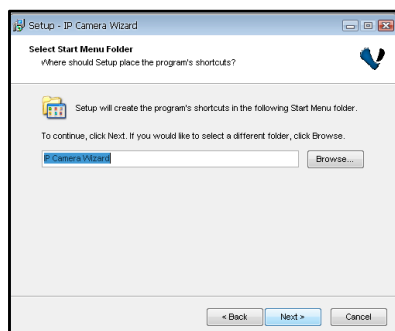 Setup - IP Camera Wizard
Select Start Menu Folder
Where should Setup place the program's shortcuts?
Setup will create the program's shortcuts in the following Start Menu folder.
To continue, click Next. If you would like to select a different folder, click Browse.
IP Camera Wizard
Browse...
< Back
Next >
Cancel